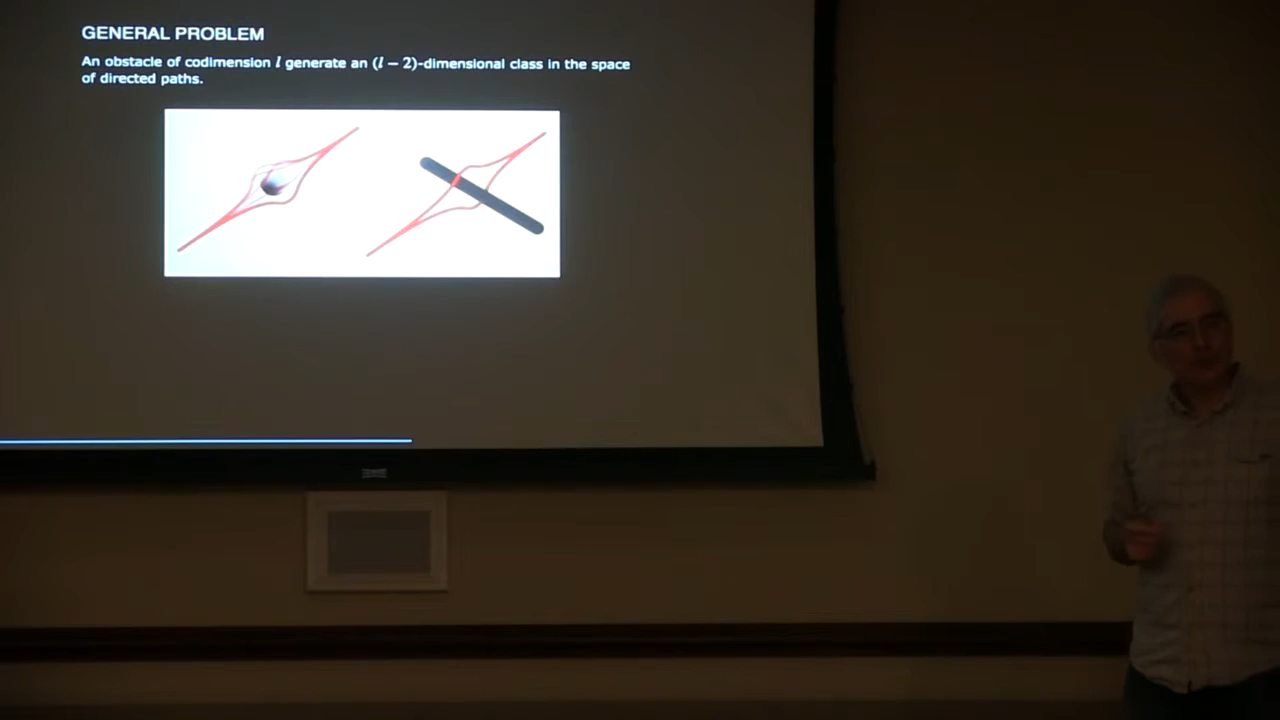 GENERAL PROBLEM
An obstacle of codimension l generate an (l − 2)-dimensional class in the space
of directed paths.